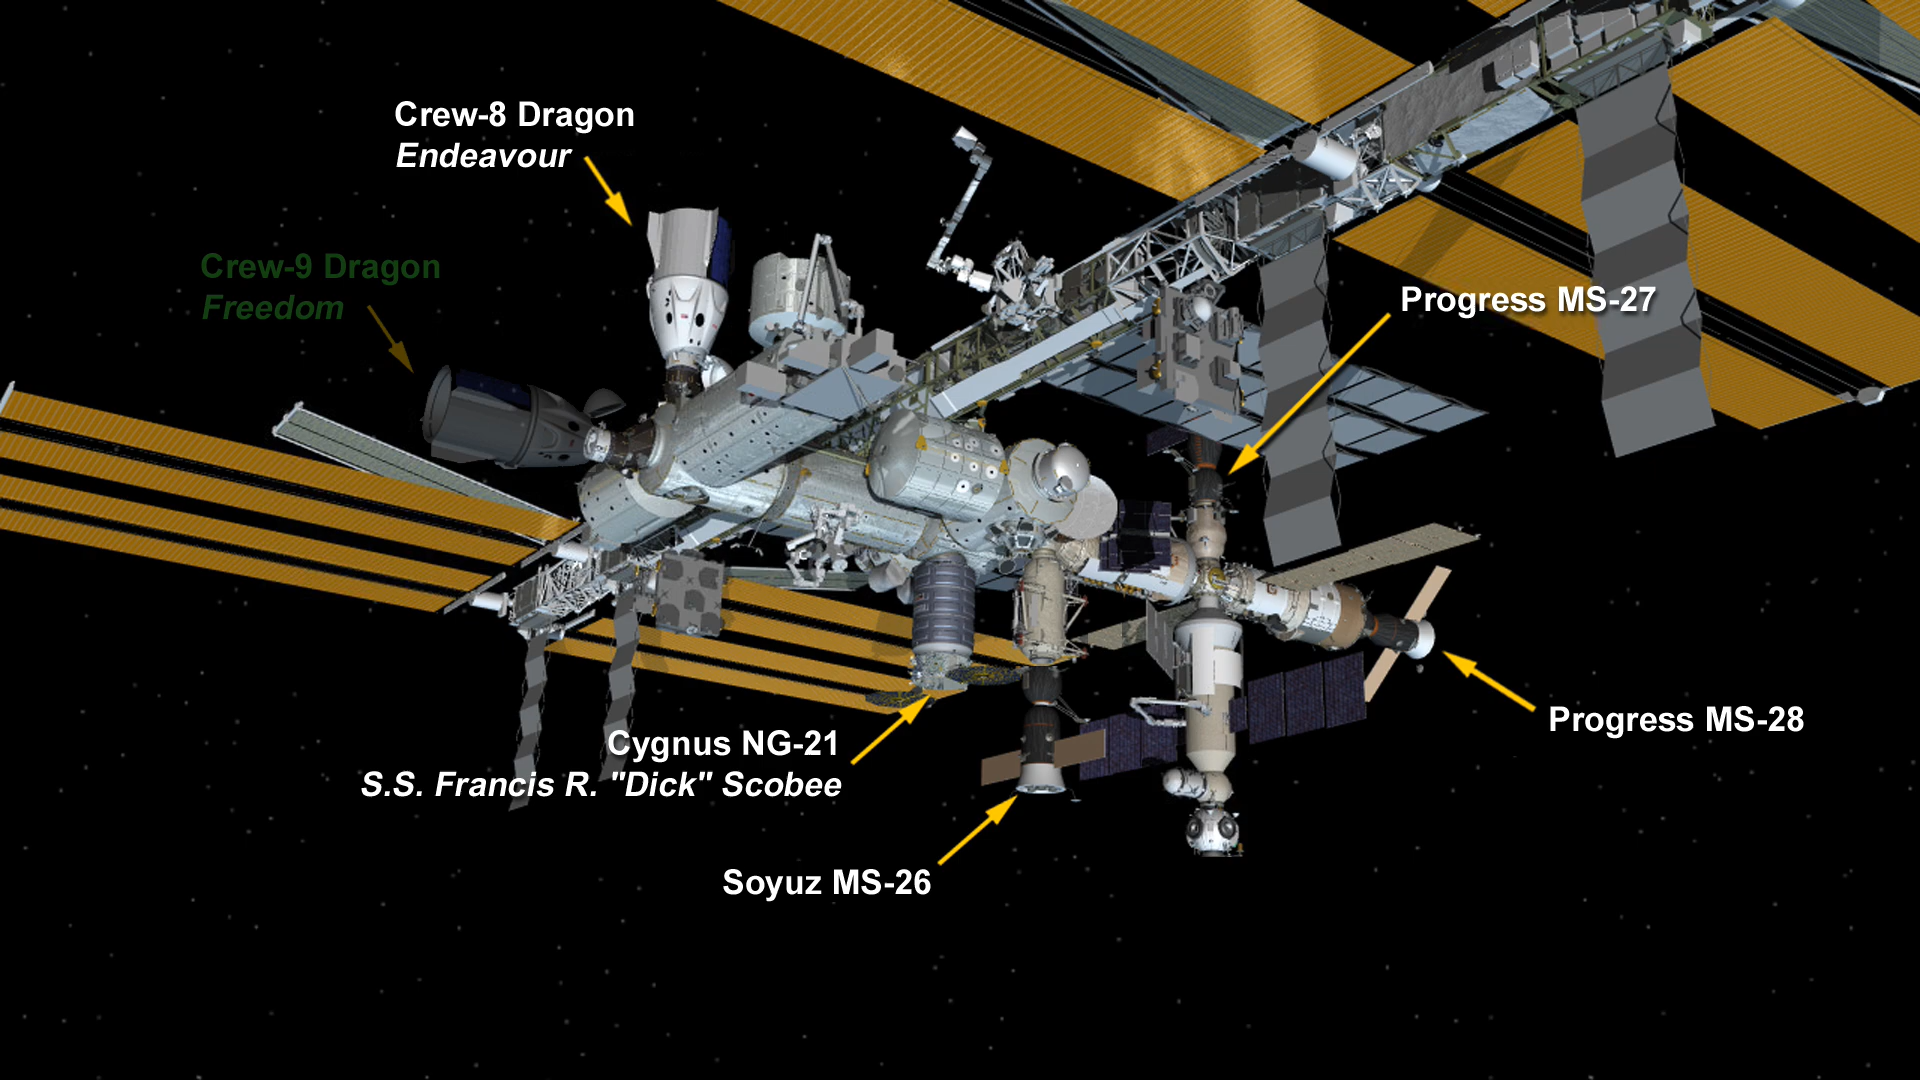 Crew-8 Dragon
Endeavour
Crew-9 Dragon
Freedom
Progress MS-27
Progress MS-28
Cygnus NG-21
S.S. Francis R. "Dick" Scobee
Soyuz MS-26